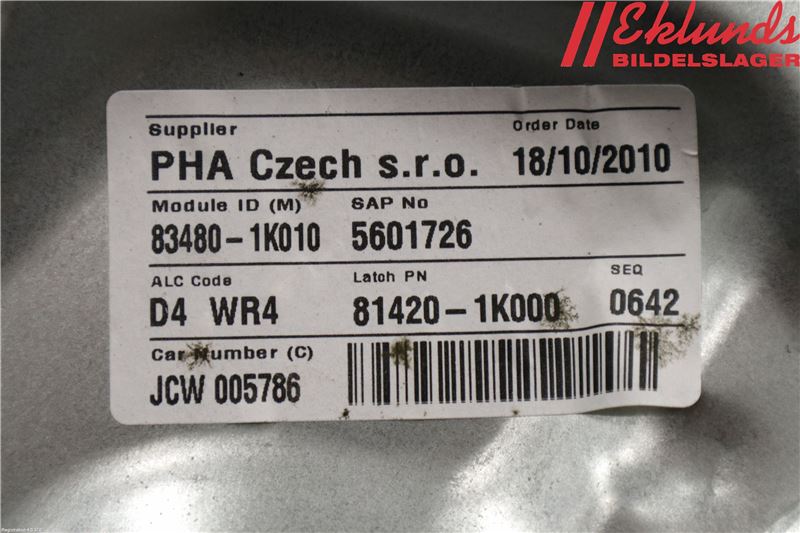 Eklunds
BILDELSLAGER
Supplier Order Date
PHA Czech s.r.o. 18/10/2010
Module ID (M) SAP No
83480-1K010 5601726
ALC Code Latch PN SEQ
D4 WR4 81420-1K000 0642
Car Number (C)
JCW 005786